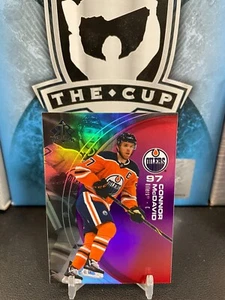 THE·CUP
OILERS
97
CONNOR
McDAVID
C